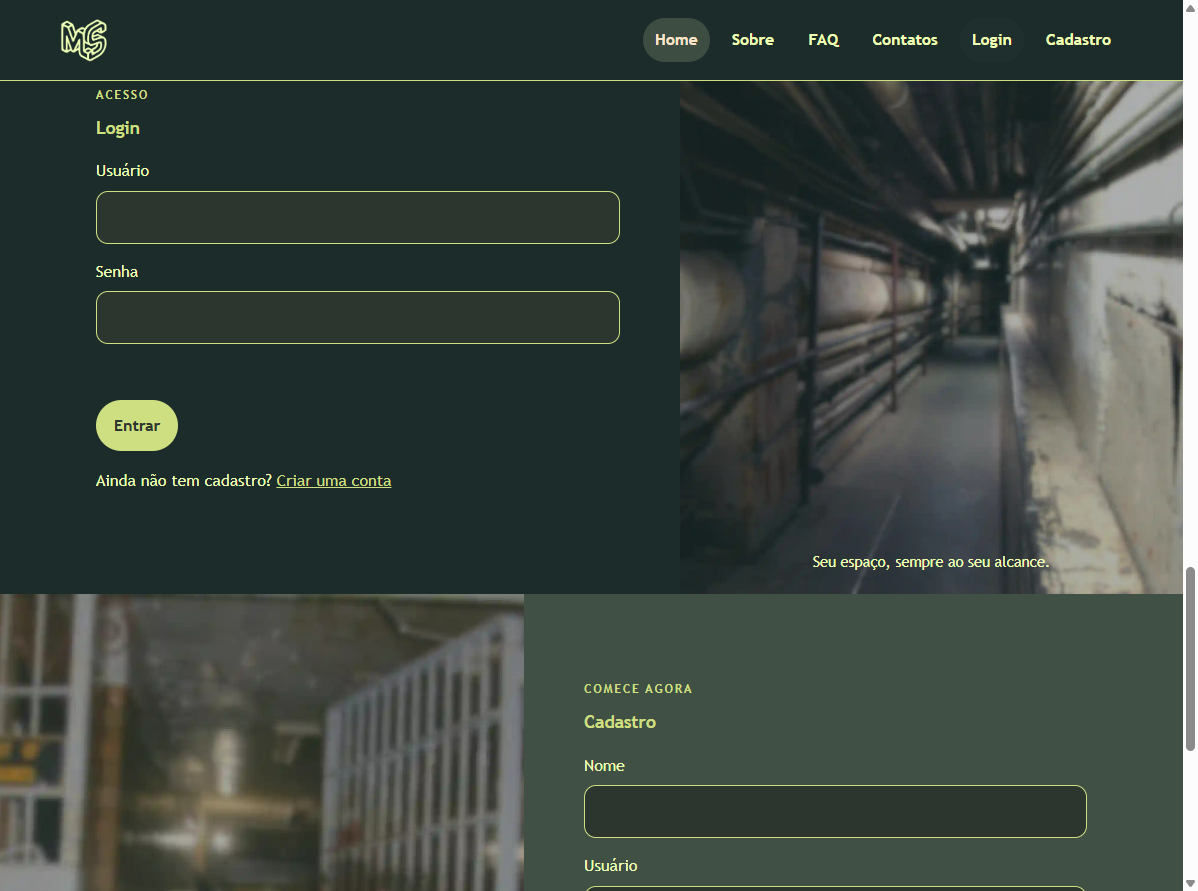 MS
Home Sobre FAQ Contatos Login Cadastro
ACESSO
Login
Usuário
Senha
Entrar
Ainda não tem cadastro? Criar uma conta
Seu espaço, sempre ao seu alcance.
COMECE AGORA
Cadastro
Nome
Usuário